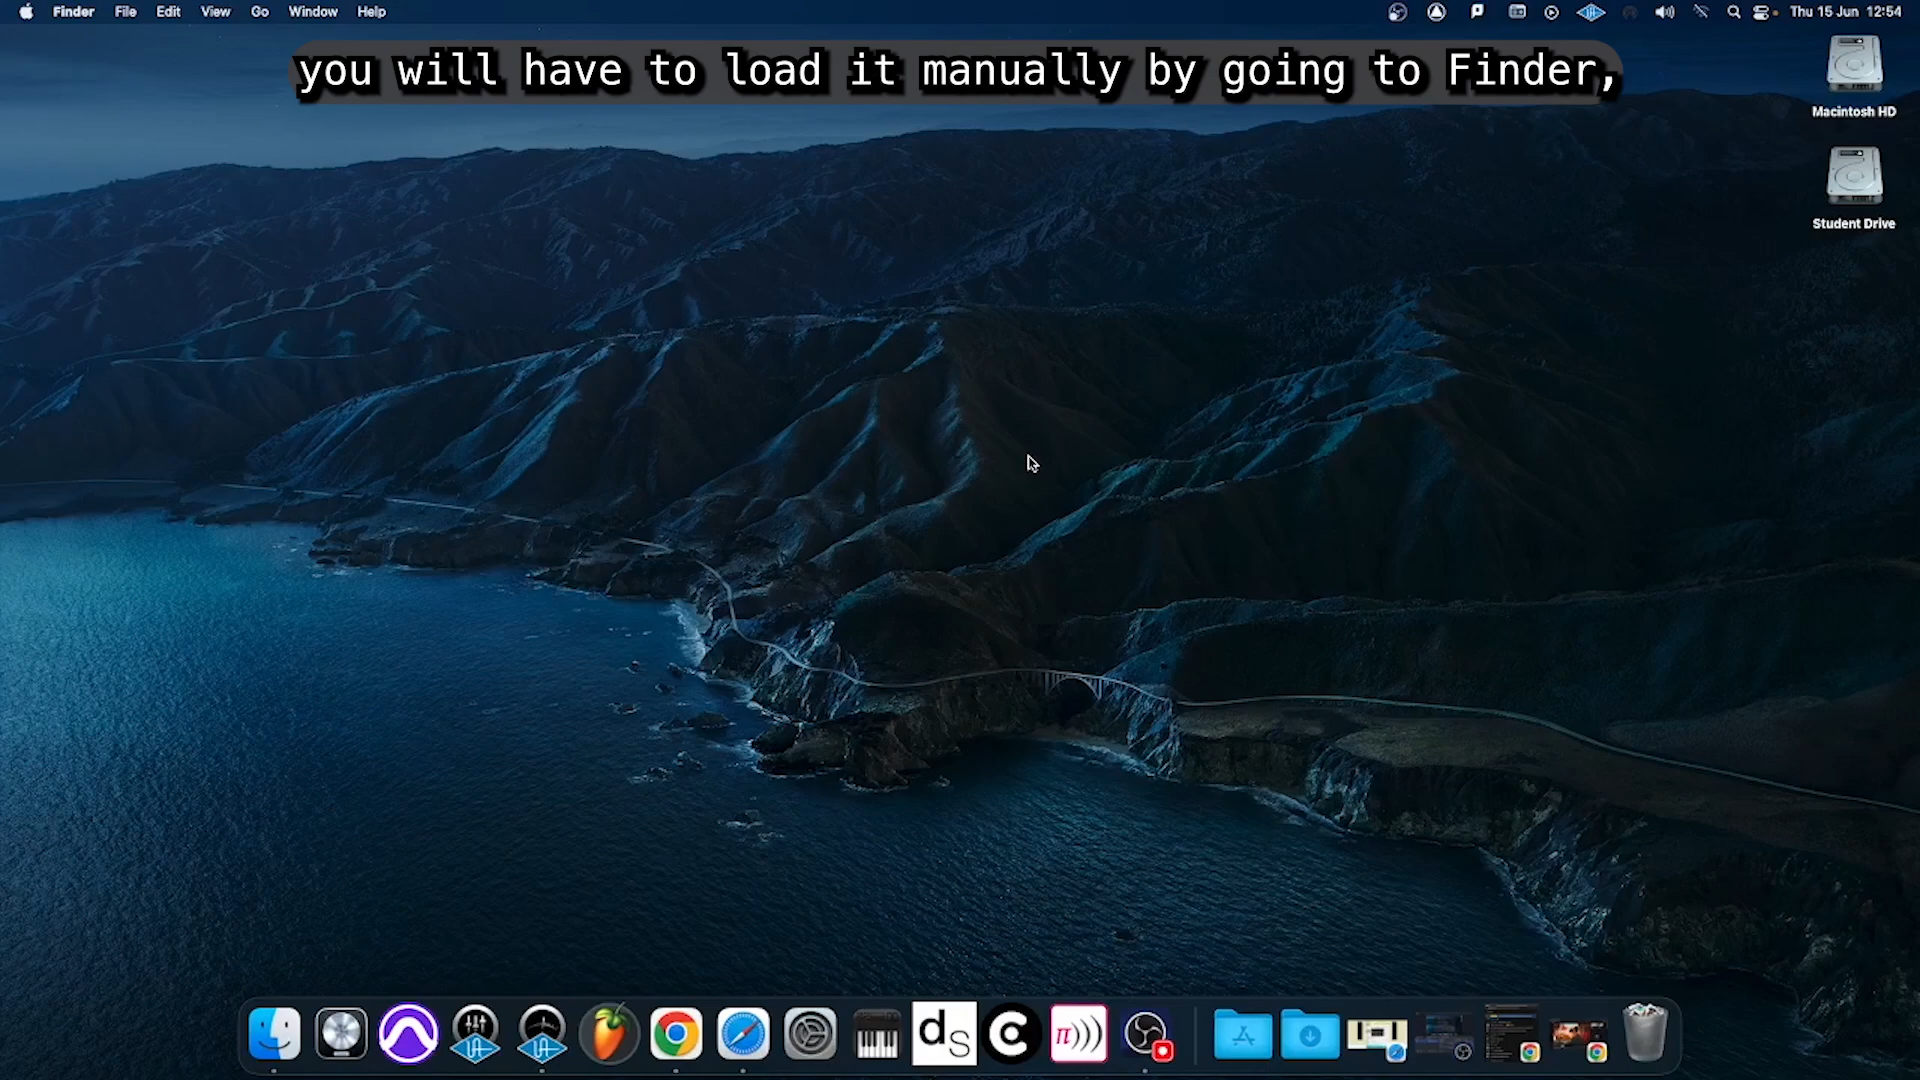 Finder File Edit View Go Window Help Thu 15 Jun 12:54
you will have to load it manually by going to Finder,
Macintosh HD
Student Drive
dS
C
π)))